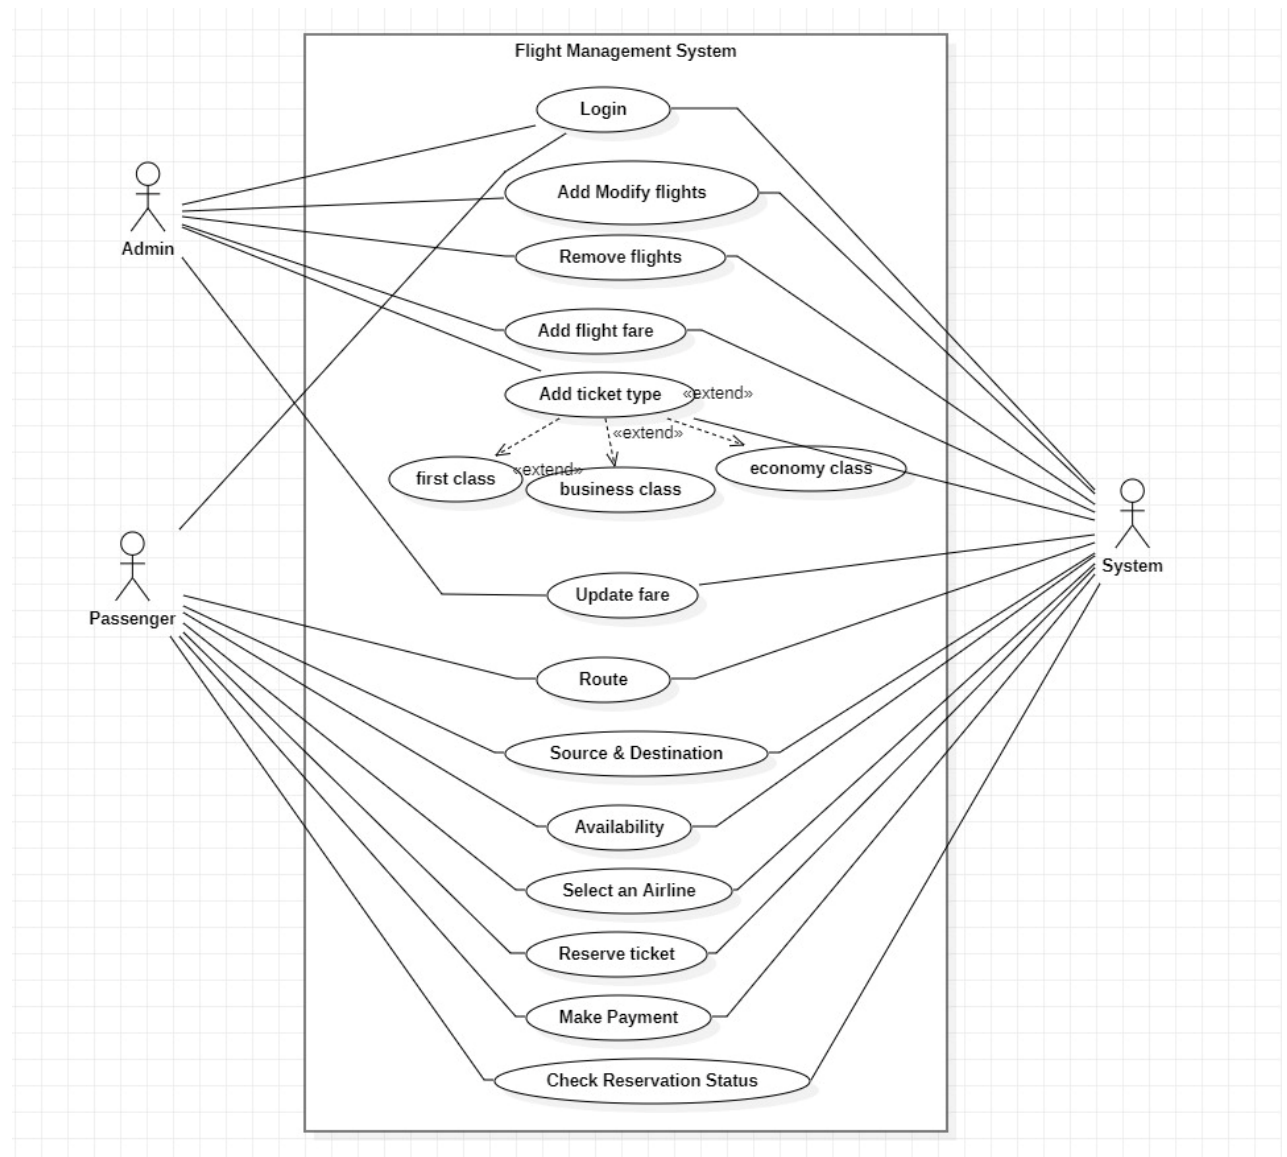 Flight Management System
Login
Add Modify flights
Admin
Remove flights
Add flight fare
Add ticket type
«extend»
«extend»
«extend»
first class
business class
economy class
System
Update fare
Passenger
Route
Source & Destination
Availability
Select an Airline
Reserve ticket
Make Payment
Check Reservation Status